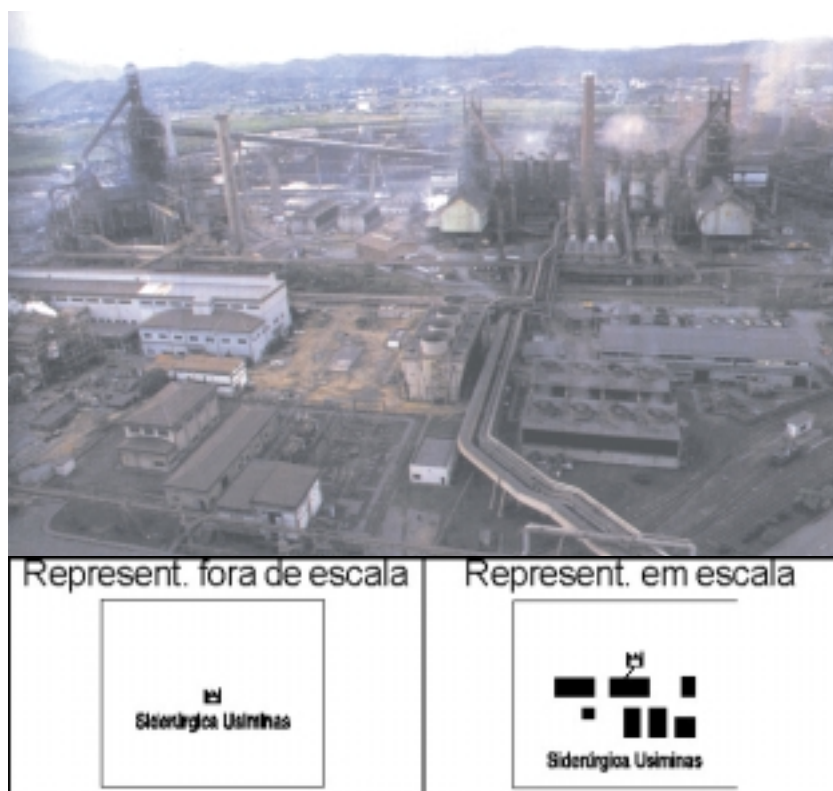 Represent. fora de escala
Represent. em escala
Siderúrgica Usiminas
Siderúrgica Usiminas